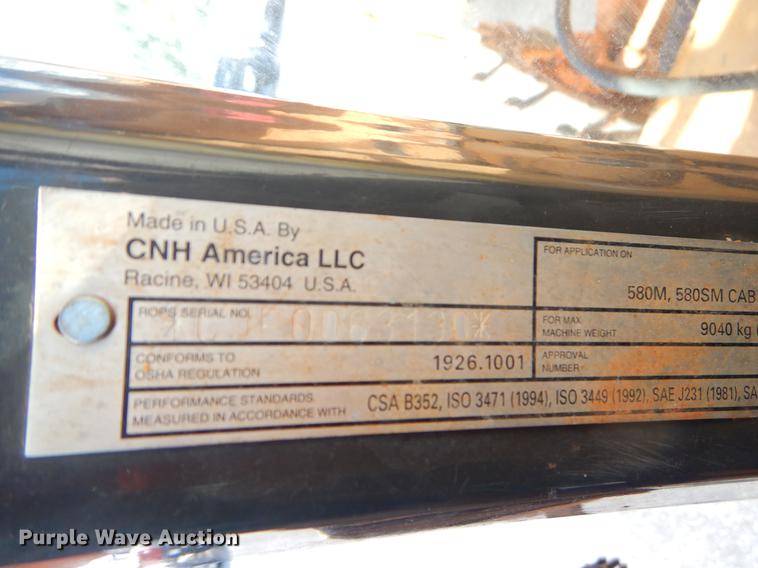 Made in U.S.A. By
CNH America LLC
Racine, WI 53404 U.S.A.
ROPS SERIAL NO.
CONFORMS TO
OSHA REGULATION
1926.1001
PERFORMANCE STANDARDS
MEASURED IN ACCORDANCE WITH
CSA B352, ISO 3471 (1994), ISO 3449 (1992), SAE J231 (1981), SA
FOR APPLICATION ON
580M, 580SM CAB
FOR MAX.
MACHINE WEIGHT
9040 kg (
APPROVAL
NUMBER
Purple Wave Auction